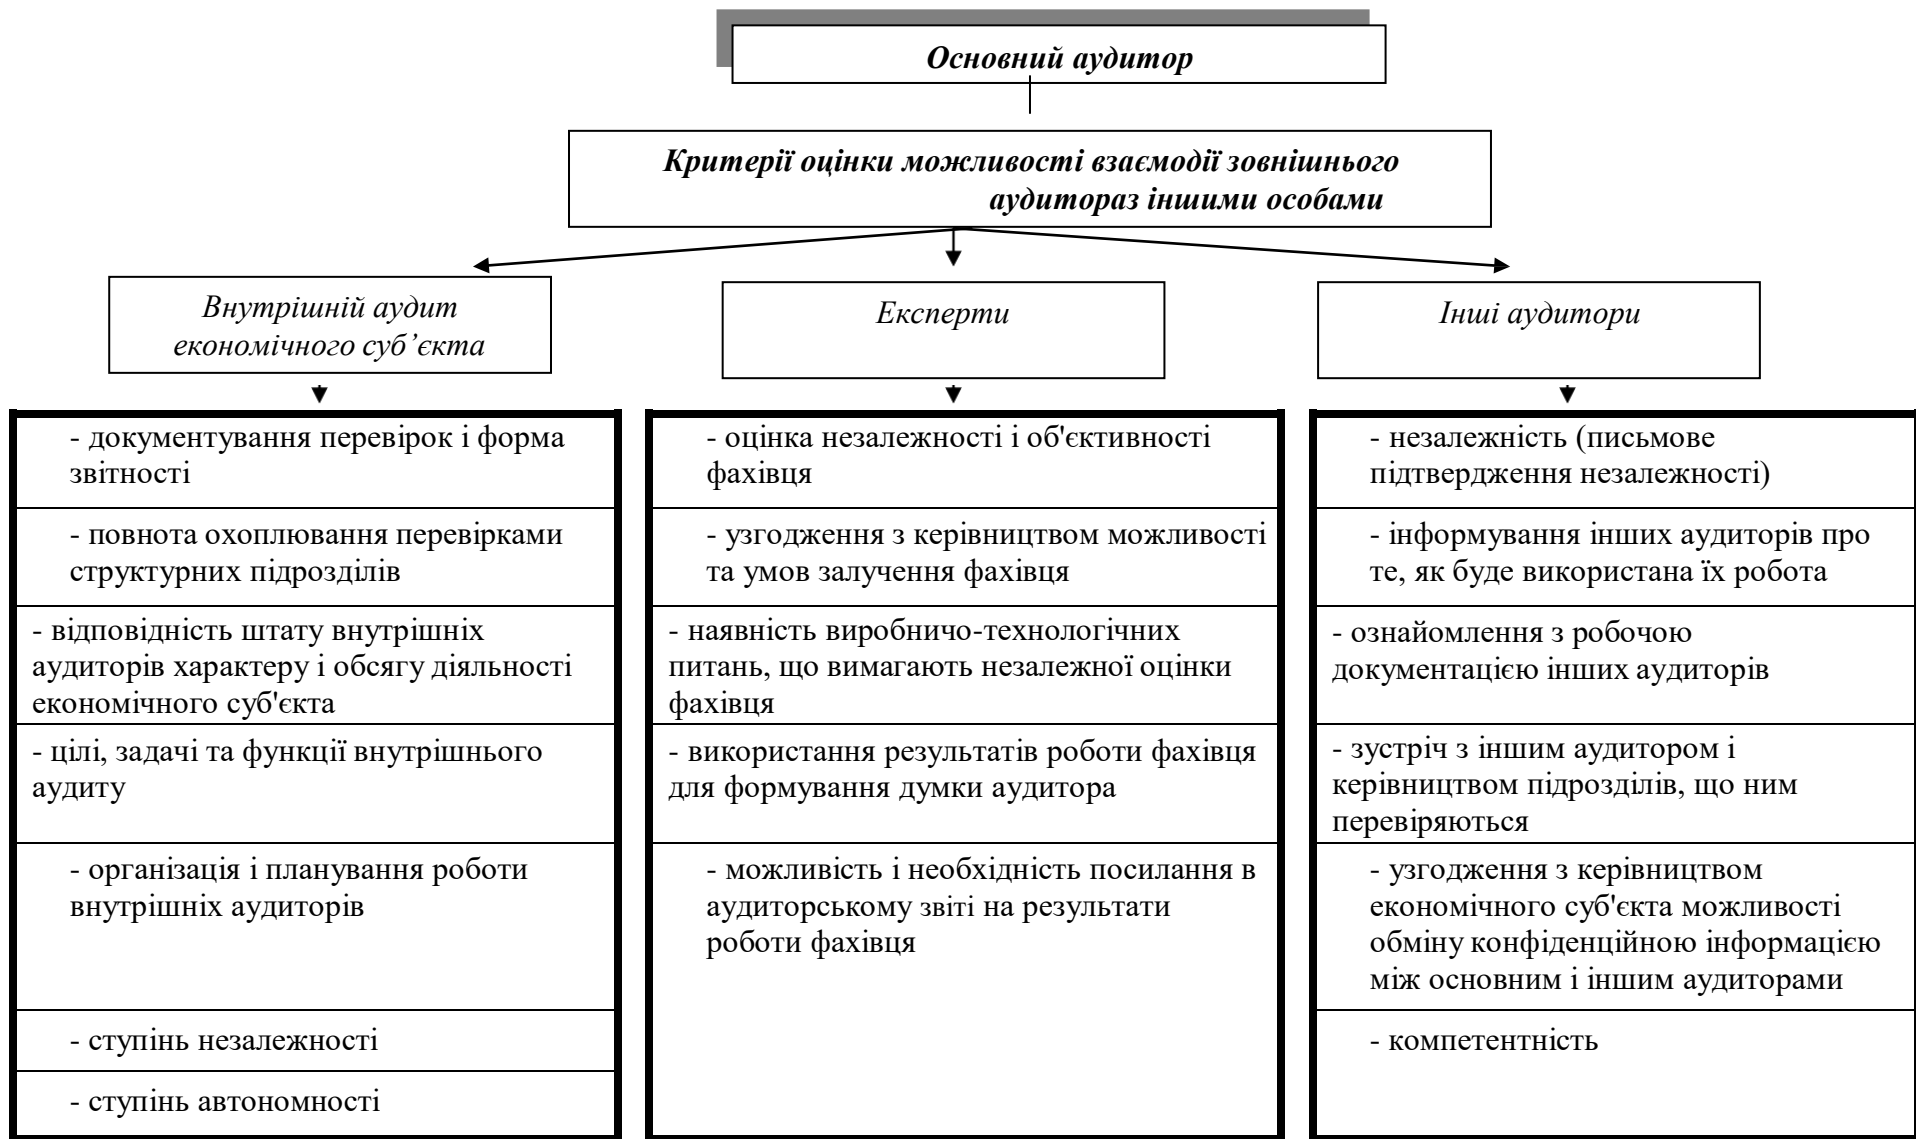 Основний аудитор
Критерії оцінки можливості взаємодії зовнішнього
аудитораз іншими особами
Внутрішній аудит
економічного суб’єкта
Експерти
Інші аудитори
- документування перевірок і форма
звітності
- повнота охоплювання перевірками
структурних підрозділів
- відповідність штату внутрішніх
аудиторів характеру і обсягу діяльності
економічного суб'єкта
- цілі, задачі та функції внутрішнього
аудиту
- організація і планування роботи
внутрішніх аудиторів
- ступінь незалежності
- ступінь автономності
- оцінка незалежності і об'єктивності
фахівця
- узгодження з керівництвом можливості
та умов залучення фахівця
- наявність виробничо-технологічних
питань, що вимагають незалежної оцінки
фахівця
- використання результатів роботи фахівця
для формування думки аудитора
- можливість і необхідність посилання в
аудиторському звіті на результати
роботи фахівця
- незалежність (письмове
підтвердження незалежності)
- інформування інших аудиторів про
те, як буде використана їх робота
- ознайомлення з робочою
документацією інших аудиторів
- зустріч з іншим аудитором і
керівництвом підрозділів, що ним
перевіряються
- узгодження з керівництвом
економічного суб'єкта можливості
обміну конфіденційною інформацією
між основним і іншим аудиторами
- компетентність